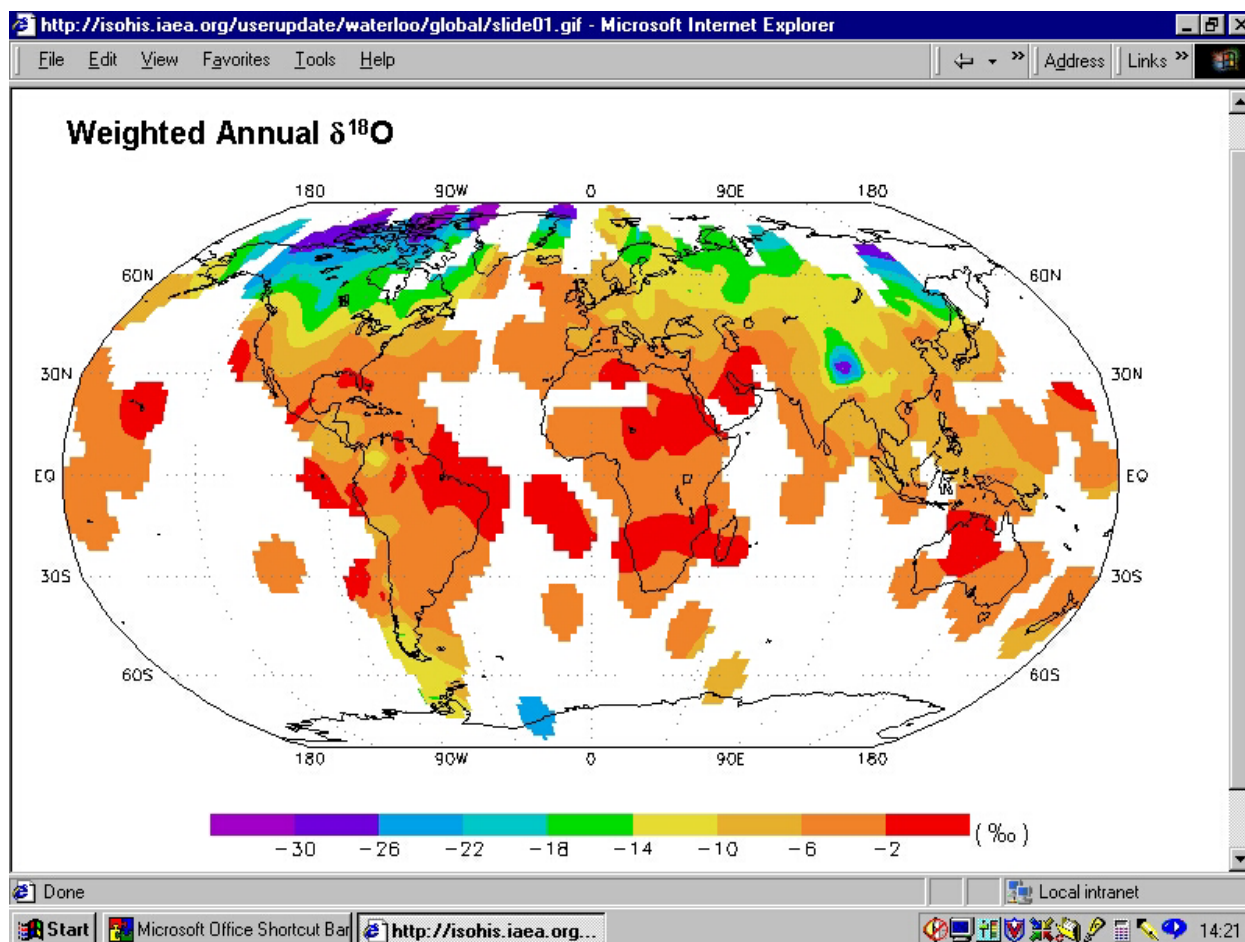 http://isohis.iaea.org/userupdate/waterloo/global/slide01.gif - Microsoft Internet Explorer
File Edit View Favorites Tools Help
» Address Links »
Weighted Annual δ¹⁸O
180 90W 0 90E 180
60N 60N
30N 30N
EQ EQ
30S 30S
60S 60S
180 90W 0 90E 180
(‰)
-30 -26 -22 -18 -14 -10 -6 -2
Done Local intranet
Start Microsoft Office Shortcut Bar http://isohis.iaea.org... 14:21